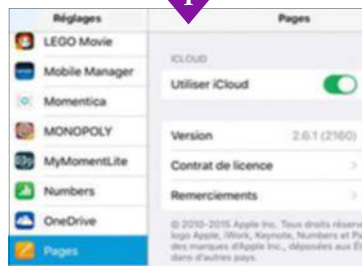 Réglages
LEGO Movie
Mobile Manager
Momentica
MONOPOLY
MyMomentLite
Numbers
OneDrive
Pages
Pages
ICLOUD
Utiliser iCloud
Version 2.6.1 (2160)
Contrat de licence
Remerciements
© 2010-2015 Apple Inc. Tous droits réserv
logo Apple, iWork, Keynote, Numbers et Pa
des marques d'Apple Inc., déposées aux Ét
dans d'autres pays.